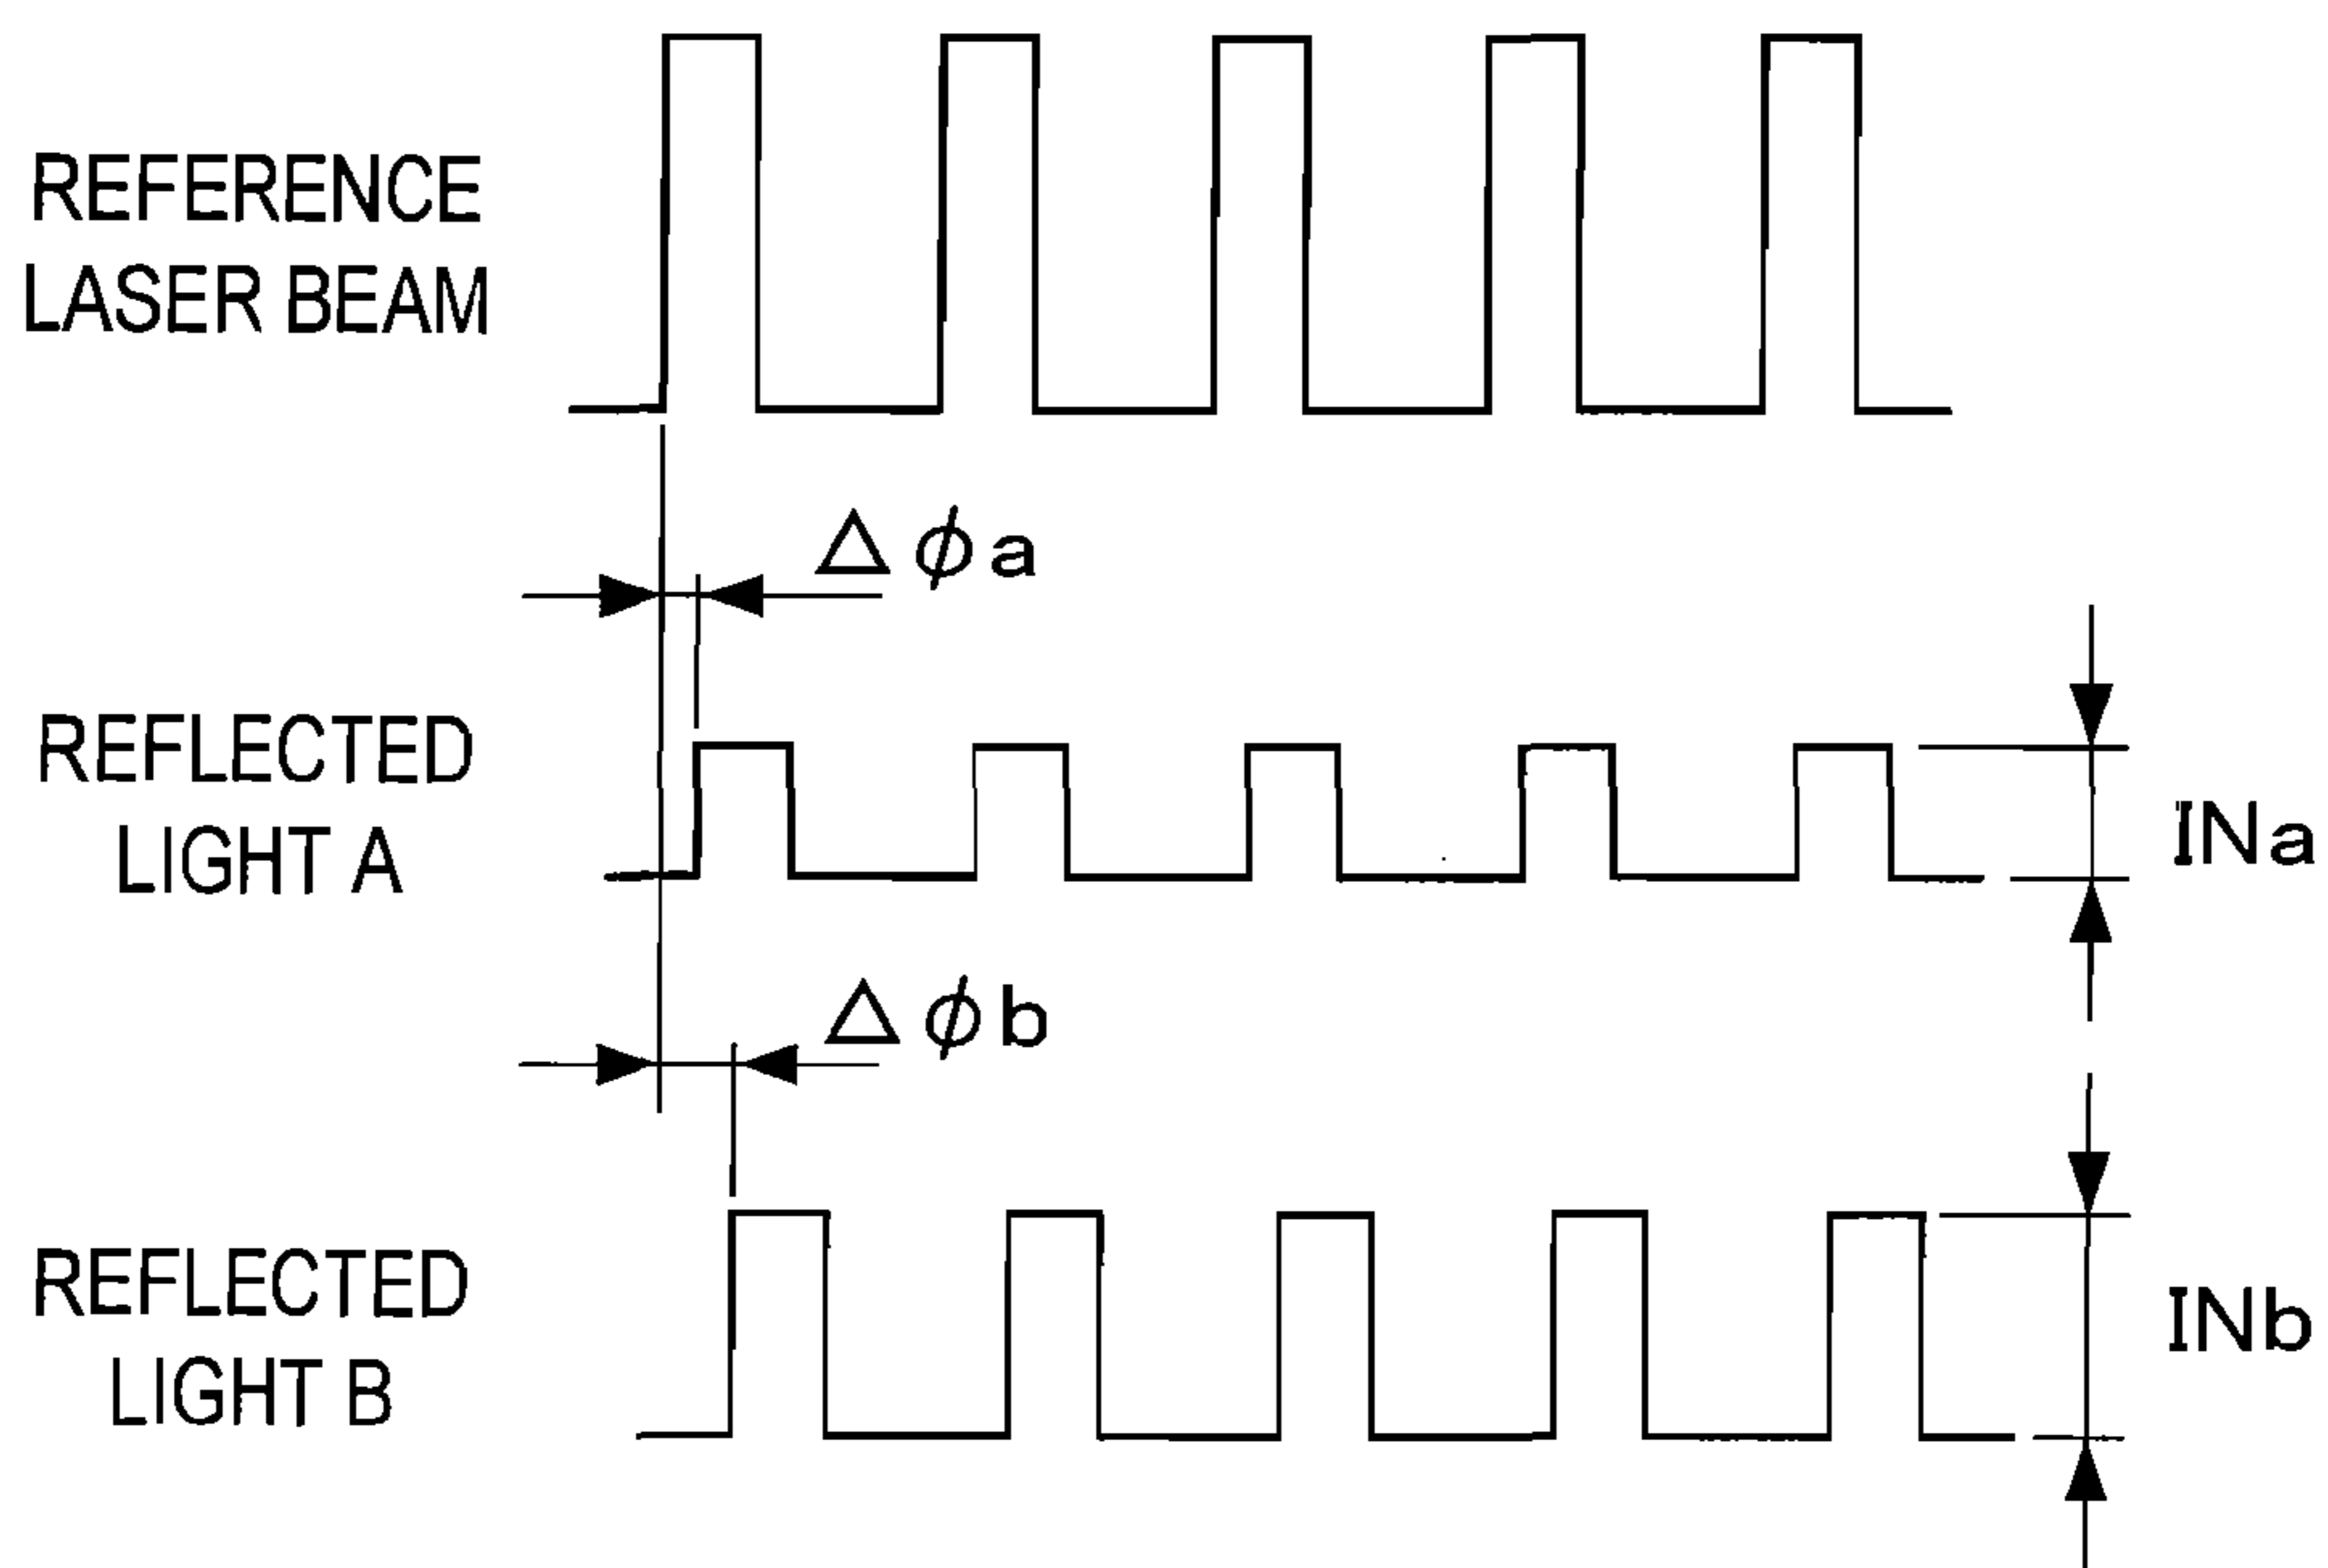 REFERENCE
LASER BEAM
Δφa
REFLECTED
LIGHT A
INa
Δφb
REFLECTED
LIGHT B
INb